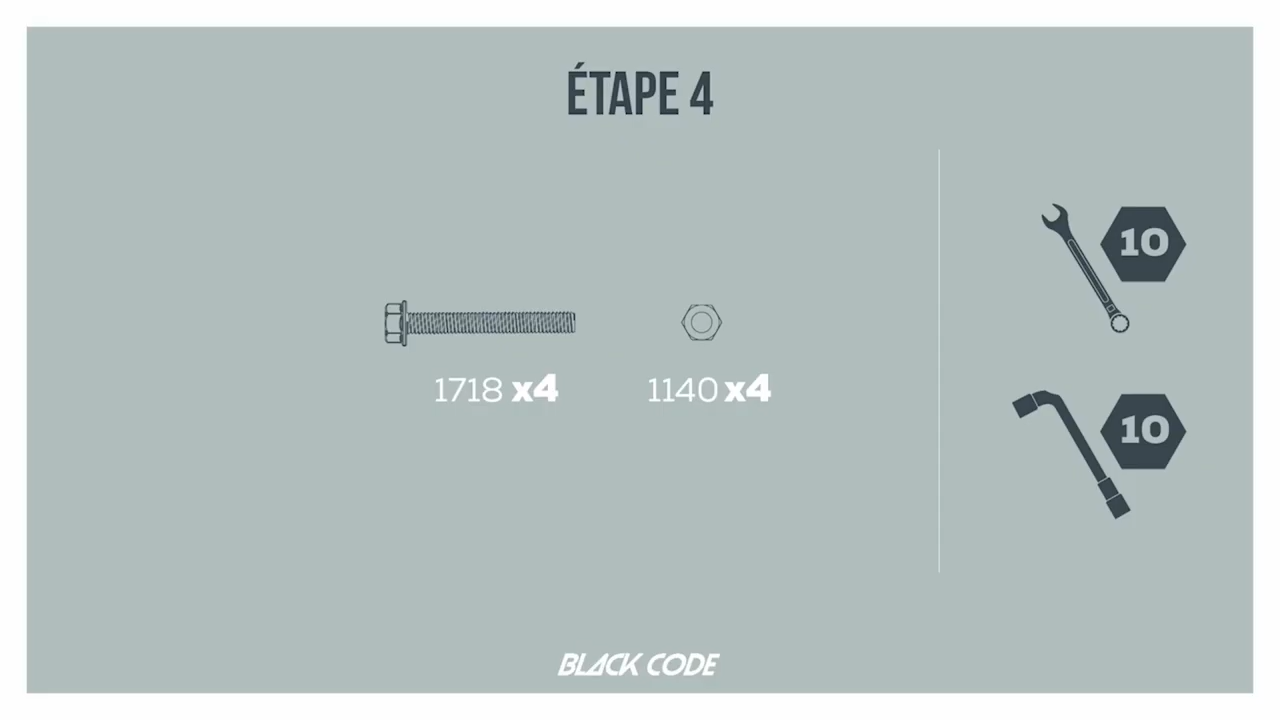 ÉTAPE 4
1718 x4
1140 x4
10
10
BLACK CODE